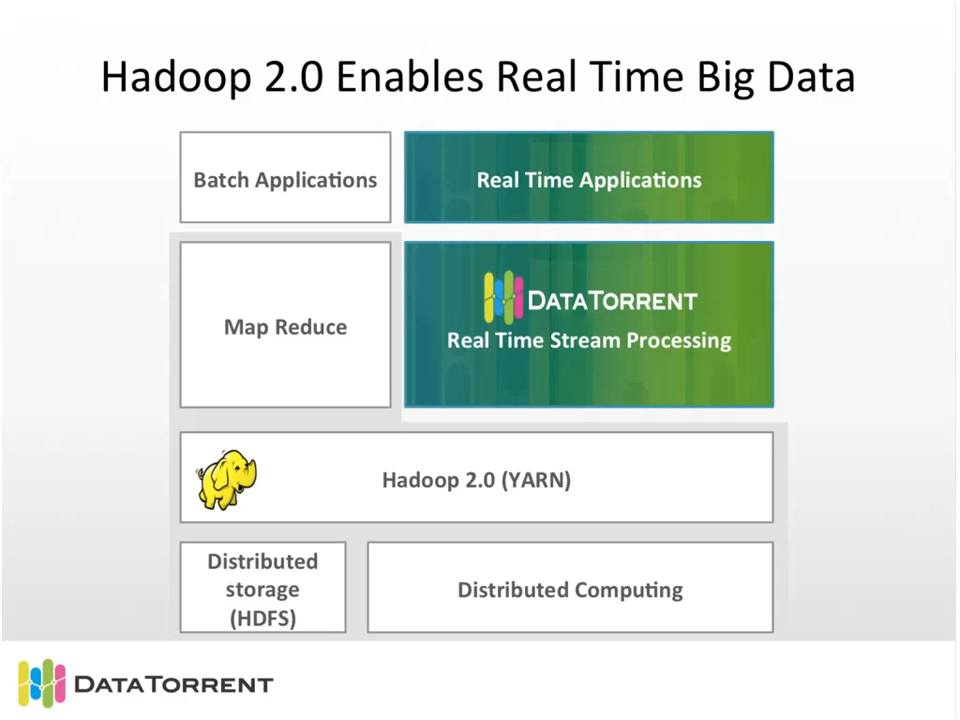 Hadoop 2.0 Enables Real Time Big Data
Batch Applications
Real Time Applications
Map Reduce
DATATORRENT
Real Time Stream Processing
Hadoop 2.0 (YARN)
Distributed
storage
(HDFS)
Distributed Computing
DATATORRENT